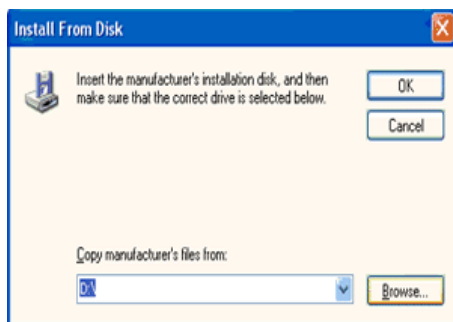 Install From Disk
Insert the manufacturer's installation disk, and then
make sure that the correct drive is selected below.
OK
Cancel
Copy manufacturer's files from:
D:\
Browse...